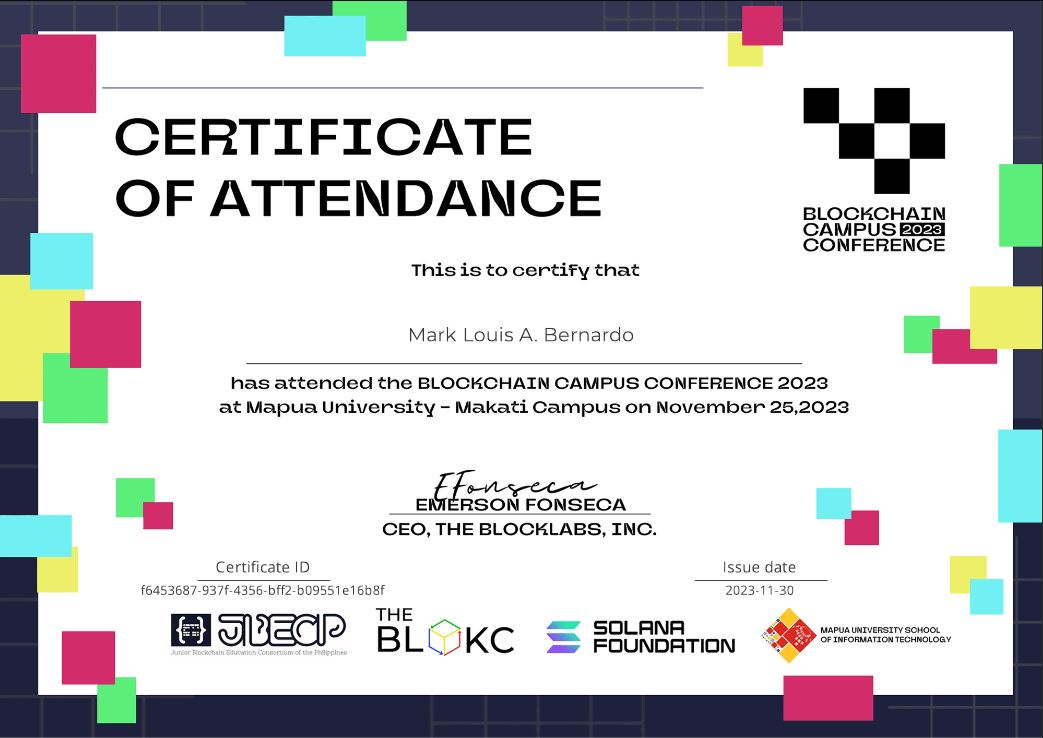 CERTIFICATE
OF ATTENDANCE
BLOCKCHAIN
CAMPUS 2023
CONFERENCE
This is to certify that
Mark Louis A. Bernardo
has attended the BLOCKCHAIN CAMPUS CONFERENCE 2023
at Mapua University - Makati Campus on November 25,2023
EFonseca
EMERSON FONSECA
CEO, THE BLOCKLABS, INC.
Certificate ID
f6453687-937f-4356-bff2-b09551e16b8f
Issue date
2023-11-30
JBECP
Junior Blockchain Education Consortium of the Philippines
THE
BLOKC
SOLANA
FOUNDATION
MAPUA UNIVERSITY SCHOOL
OF INFORMATION TECHNOLOGY